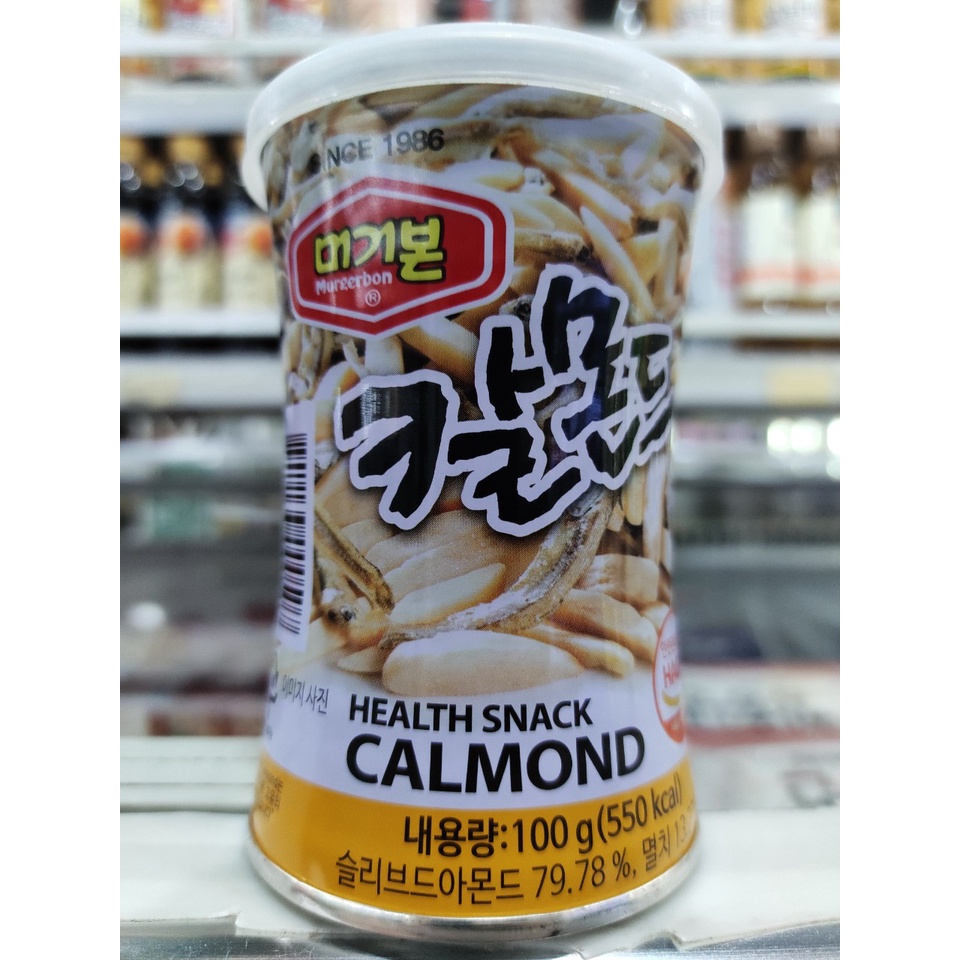 SINCE 1986
머거본
Murgerbon
®
칼몬드
이미지 사진
HEALTH SNACK
CALMOND
내용량:100 g(550 kcal)
슬리브드아몬드 79.78 %, 멸치 13